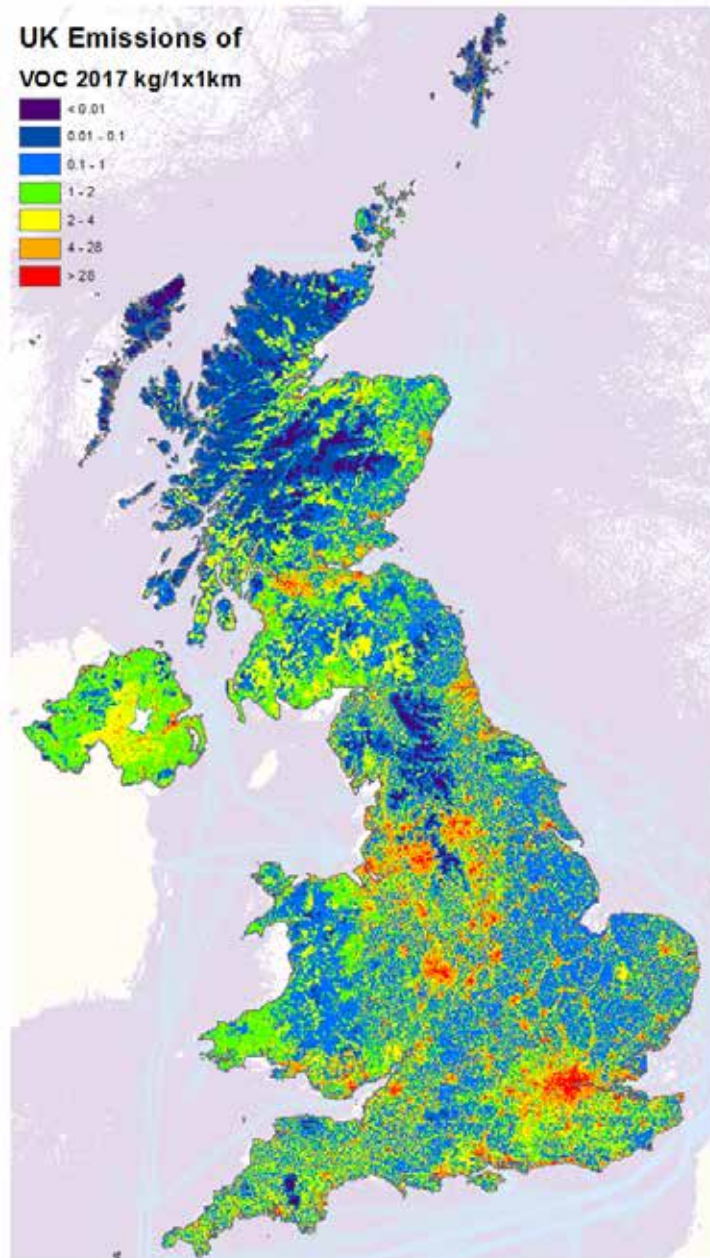 UK Emissions of
VOC 2017 kg/1x1km
< 0.01
0.01 - 0.1
0.1 - 1
1 - 2
2 - 4
4 - 28
> 28